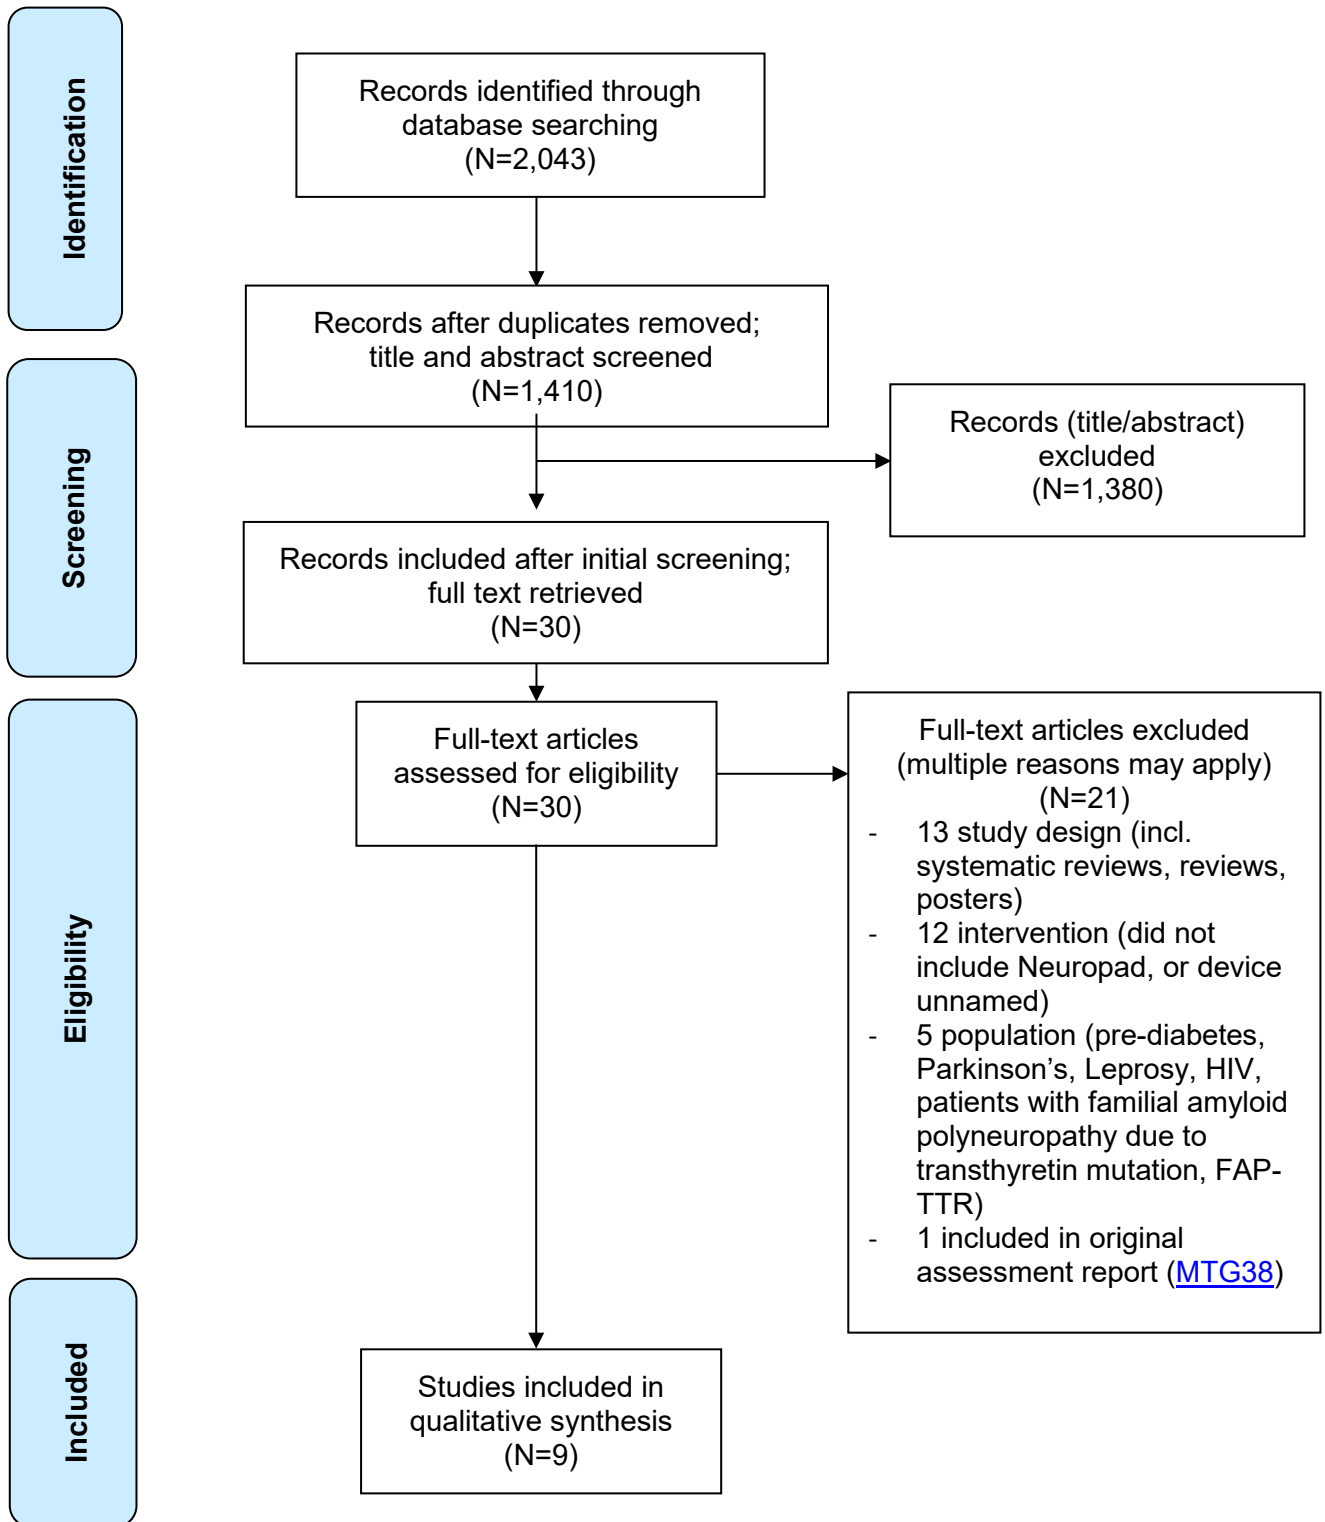 Identification
Records identified through
database searching
(N=2,043)
Records after duplicates removed;
title and abstract screened
(N=1,410)
Screening
Records (title/abstract)
excluded
(N=1,380)
Records included after initial screening;
full text retrieved
(N=30)
Eligibility
Full-text articles
assessed for eligibility
(N=30)
Full-text articles excluded
(multiple reasons may apply)
(N=21)
- 13 study design (incl.
systematic reviews, reviews,
posters)
- 12 intervention (did not
include Neuropad, or device
unnamed)
- 5 population (pre-diabetes,
Parkinson’s, Leprosy, HIV,
patients with familial amyloid
polyneuropathy due to
transthyretin mutation, FAP-
TTR)
- 1 included in original
assessment report (MTG38)
Included
Studies included in
qualitative synthesis
(N=9)